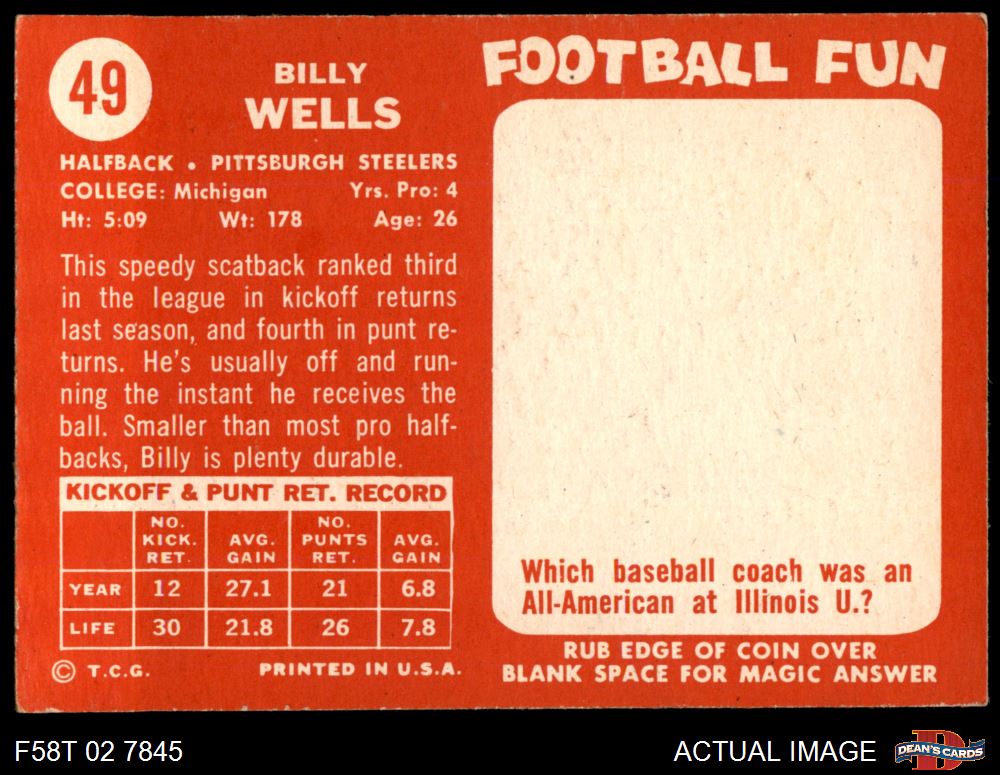 49
BILLY
WELLS
HALFBACK • PITTSBURGH STEELERS
COLLEGE: Michigan Yrs. Pro: 4
Ht: 5:09 Wt: 178 Age: 26
This speedy scatback ranked third
in the league in kickoff returns
last season, and fourth in punt re-
turns. He's usually off and run-
ning the instant he receives the
ball. Smaller than most pro half-
backs, Billy is plenty durable.
KICKOFF & PUNT RET. RECORD
NO. KICK. RET. AVG. GAIN NO. PUNTS RET. AVG. GAIN
YEAR 12 27.1 21 6.8
LIFE 30 21.8 26 7.8
© T.C.G. PRINTED IN U.S.A.
FOOTBALL FUN
Which baseball coach was an
All-American at Illinois U.?
RUB EDGE OF COIN OVER
BLANK SPACE FOR MAGIC ANSWER
F58T 02 7845
ACTUAL IMAGE
DEAN'S CARDS